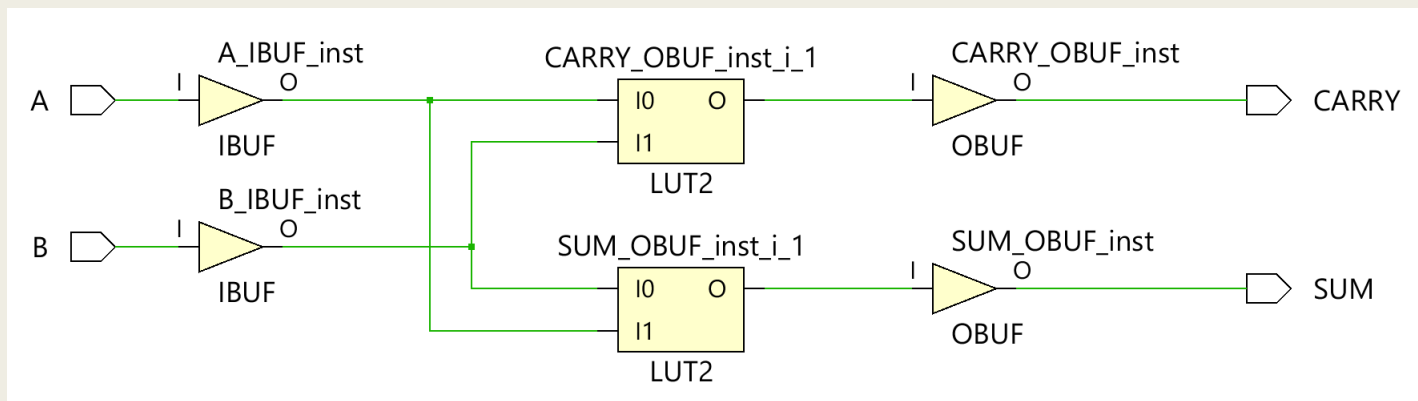 A_IBUF_inst
CARRY_OBUF_inst_i_1
CARRY_OBUF_inst
A
I
O
I0
O
I
O
CARRY
I1
IBUF
LUT2
OBUF
B_IBUF_inst
B
I
O
SUM_OBUF_inst_i_1
SUM_OBUF_inst
IBUF
I0
O
I
O
SUM
I1
LUT2
OBUF